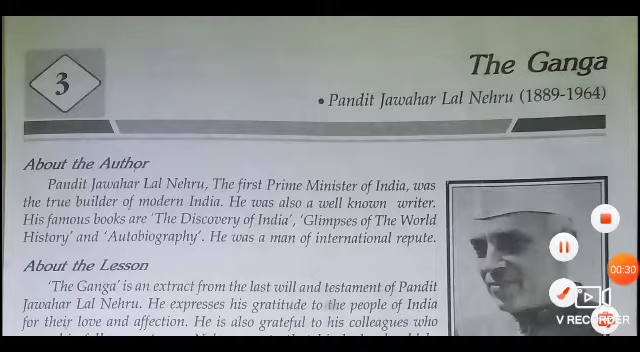 3
The Ganga
• Pandit Jawahar Lal Nehru (1889-1964)
About the Author
Pandit Jawahar Lal Nehru, The first Prime Minister of India, was
the true builder of modern India. He was also a well known writer.
His famous books are 'The Discovery of India', 'Glimpses of The World
History' and 'Autobiography'. He was a man of international repute.
About the Lesson
'The Ganga' is an extract from the last will and testament of Pandit
Jawahar Lal Nehru. He expresses his gratitude to the people of India
for their love and affection. He is also grateful to his colleagues who
00:30
V RECORDER